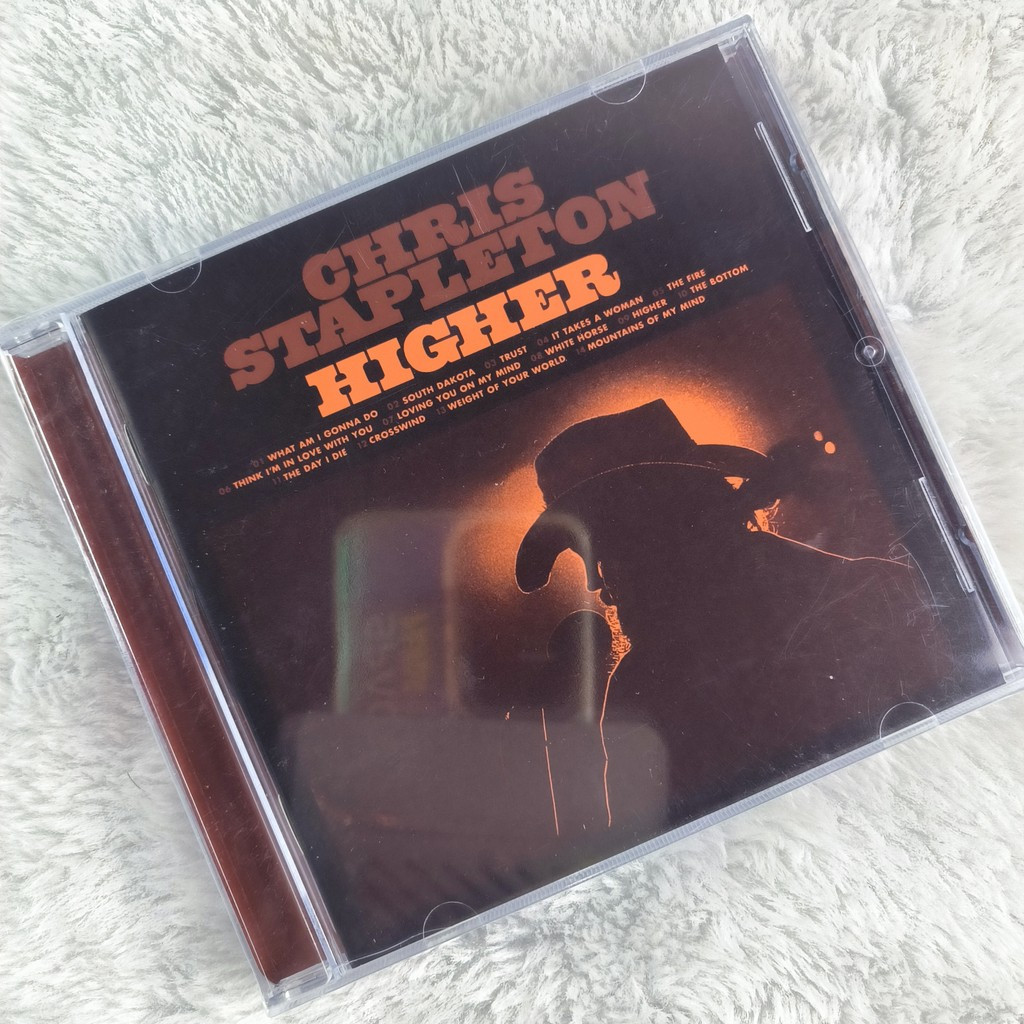 CHRIS
STAPLETON
HIGHER
01 WHAT AM I GONNA DO 02 SOUTH DAKOTA 03 TRUST 04 IT TAKES A WOMAN 05 THE FIRE
06 THINK I'M IN LOVE WITH YOU 07 LOVING YOU ON MY MIND 08 WHITE HORSE 09 HIGHER 10 THE BOTTOM
11 THE DAY I DIE 12 CROSSWIND 13 WEIGHT OF YOUR WORLD 14 MOUNTAINS OF MY MIND